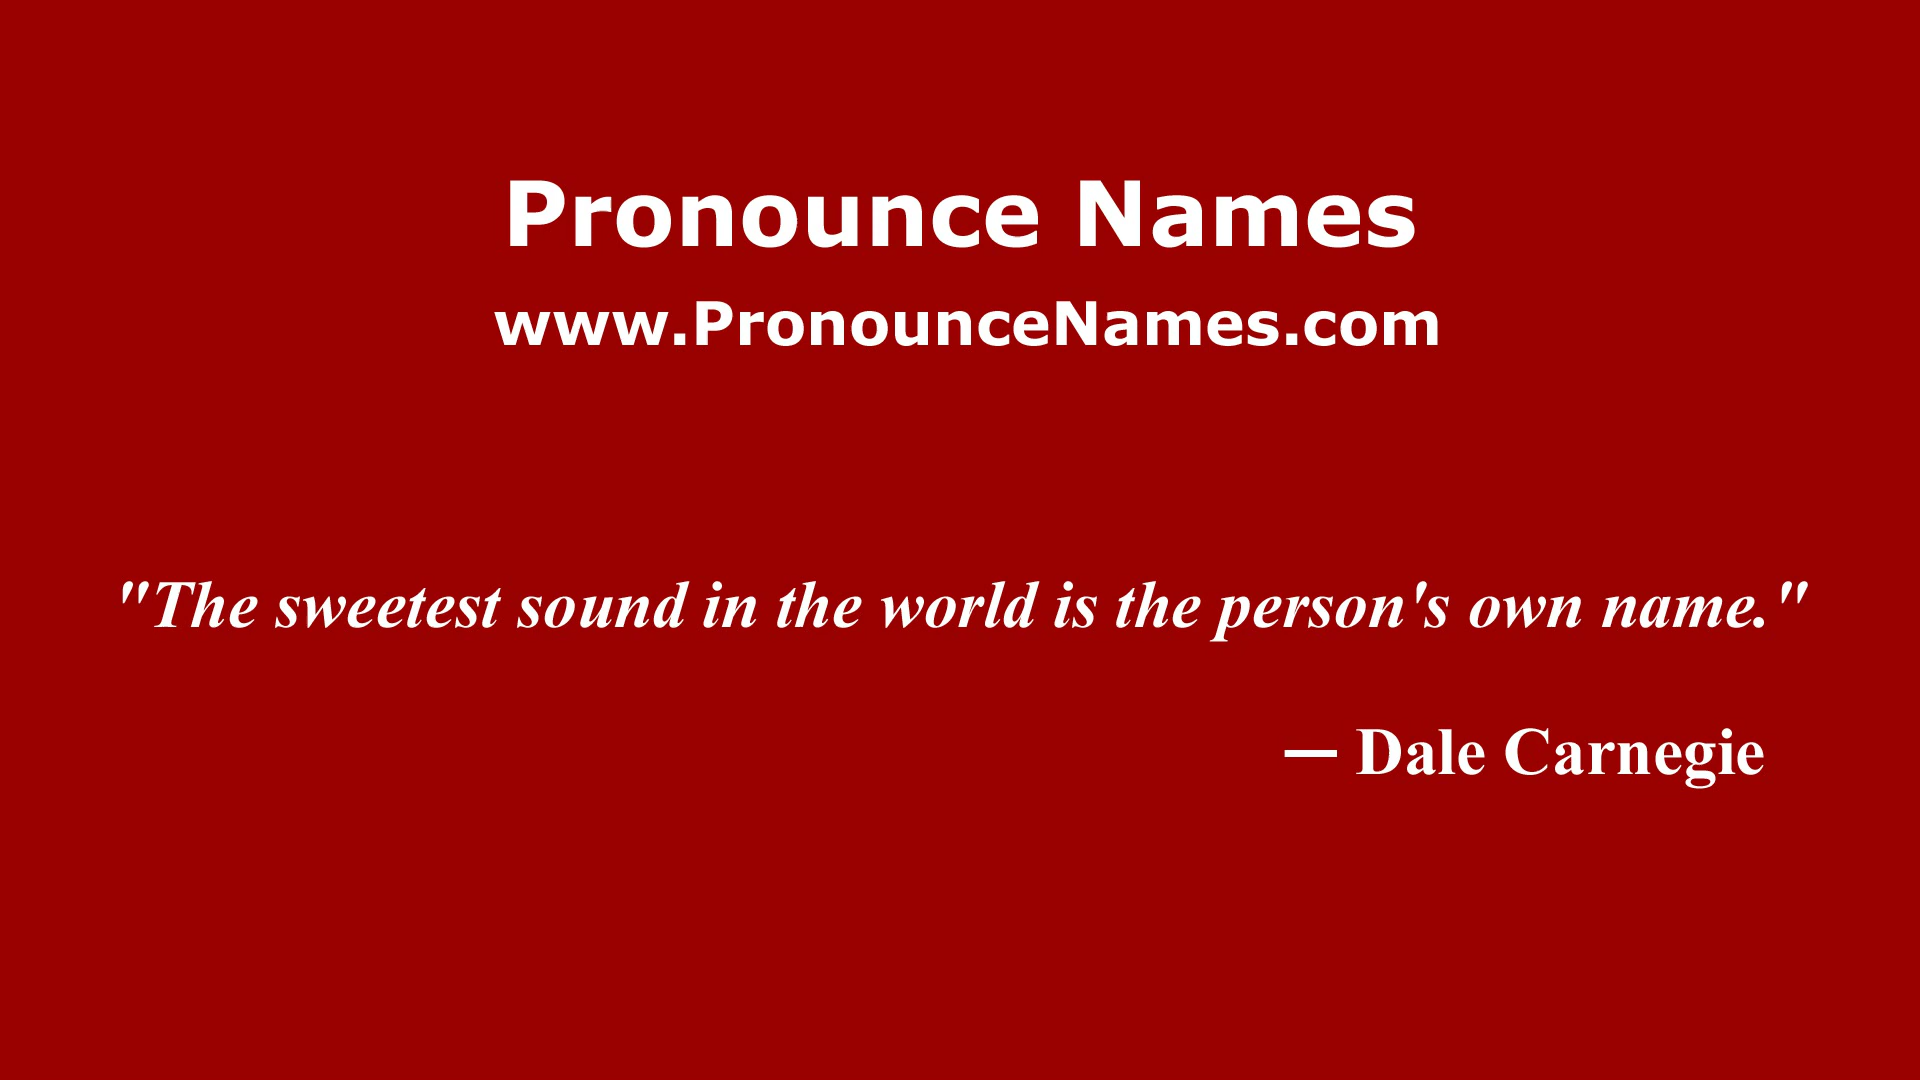 Pronounce Names
www.PronounceNames.com
"The sweetest sound in the world is the person's own name."
— Dale Carnegie